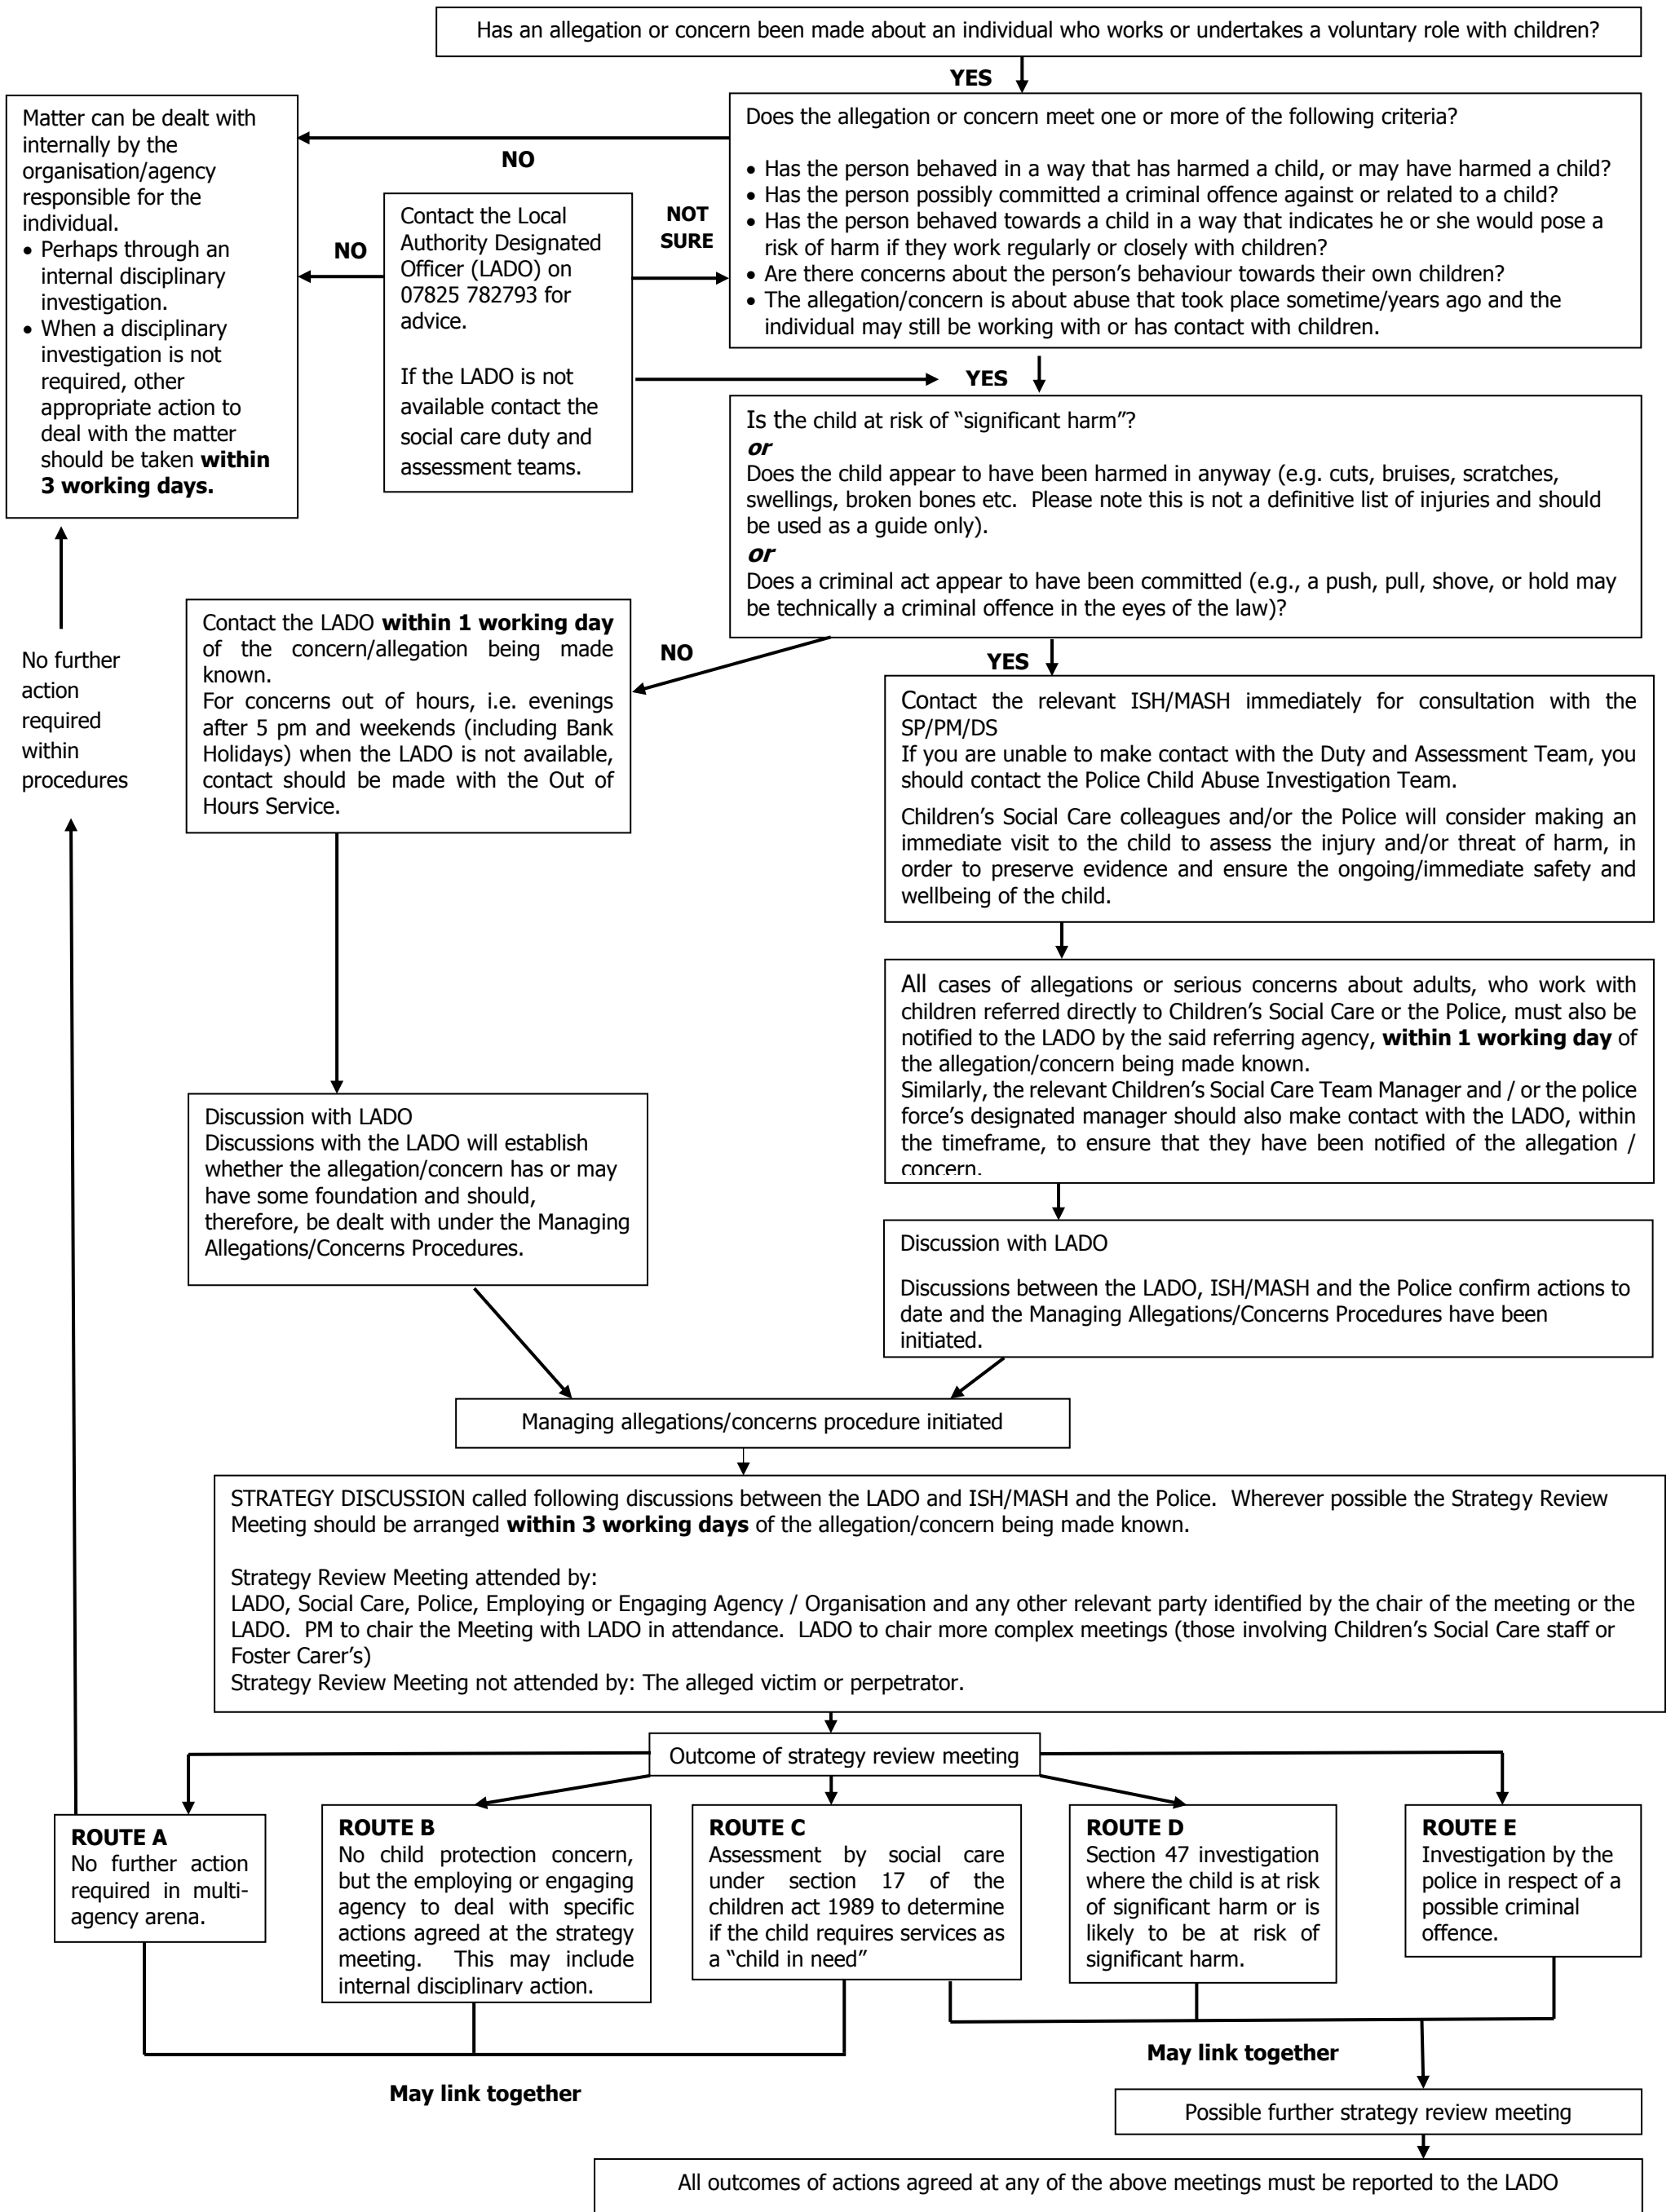 Has an allegation or concern been made about an individual who works or undertakes a voluntary role with children?
YES
Matter can be dealt with
internally by the
organisation/agency
responsible for the
individual.
• Perhaps through an
internal disciplinary
investigation.
• When a disciplinary
investigation is not
required, other
appropriate action to
deal with the matter
should be taken within
3 working days.
NO
Does the allegation or concern meet one or more of the following criteria?
• Has the person behaved in a way that has harmed a child, or may have harmed a child?
• Has the person possibly committed a criminal offence against or related to a child?
• Has the person behaved towards a child in a way that indicates he or she would pose a
risk of harm if they work regularly or closely with children?
• Are there concerns about the person's behaviour towards their own children?
• The allegation/concern is about abuse that took place sometime/years ago and the
individual may still be working with or has contact with children.
NO
Contact the Local
Authority Designated
Officer (LADO) on
07825 782793 for
advice.
If the LADO is not
available contact the
social care duty and
assessment teams.
NOT
SURE
YES
Is the child at risk of "significant harm"?
or
Does the child appear to have been harmed in anyway (e.g. cuts, bruises, scratches,
swellings, broken bones etc. Please note this is not a definitive list of injuries and should
be used as a guide only).
or
Does a criminal act appear to have been committed (e.g., a push, pull, shove, or hold may
be technically a criminal offence in the eyes of the law)?
No further
action
required
within
procedures
Contact the LADO within 1 working day
of the concern/allegation being made
known.
For concerns out of hours, i.e. evenings
after 5 pm and weekends (including Bank
Holidays) when the LADO is not available,
contact should be made with the Out of
Hours Service.
NO
YES
Contact the relevant ISH/MASH immediately for consultation with the
SP/PM/DS
If you are unable to make contact with the Duty and Assessment Team, you
should contact the Police Child Abuse Investigation Team.
Children's Social Care colleagues and/or the Police will consider making an
immediate visit to the child to assess the injury and/or threat of harm, in
order to preserve evidence and ensure the ongoing/immediate safety and
wellbeing of the child.
All cases of allegations or serious concerns about adults, who work with
children referred directly to Children's Social Care or the Police, must also be
notified to the LADO by the said referring agency, within 1 working day of
the allegation/concern being made known.
Similarly, the relevant Children's Social Care Team Manager and / or the police
force's designated manager should also make contact with the LADO, within
the timeframe, to ensure that they have been notified of the allegation /
concern.
Discussion with LADO
Discussions with the LADO will establish
whether the allegation/concern has or may
have some foundation and should,
therefore, be dealt with under the Managing
Allegations/Concerns Procedures.
Discussion with LADO
Discussions between the LADO, ISH/MASH and the Police confirm actions to
date and the Managing Allegations/Concerns Procedures have been
initiated.
Managing allegations/concerns procedure initiated
STRATEGY DISCUSSION called following discussions between the LADO and ISH/MASH and the Police. Wherever possible the Strategy Review
Meeting should be arranged within 3 working days of the allegation/concern being made known.
Strategy Review Meeting attended by:
LADO, Social Care, Police, Employing or Engaging Agency / Organisation and any other relevant party identified by the chair of the meeting or the
LADO. PM to chair the Meeting with LADO in attendance. LADO to chair more complex meetings (those involving Children's Social Care staff or
Foster Carer's)
Strategy Review Meeting not attended by: The alleged victim or perpetrator.
Outcome of strategy review meeting
ROUTE A
No further action
required in multi-
agency arena.
ROUTE B
No child protection concern,
but the employing or engaging
agency to deal with specific
actions agreed at the strategy
meeting. This may include
internal disciplinary action.
ROUTE C
Assessment by social care
under section 17 of the
children act 1989 to determine
if the child requires services as
a "child in need"
ROUTE D
Section 47 investigation
where the child is at risk
of significant harm or is
likely to be at risk of
significant harm.
ROUTE E
Investigation by the
police in respect of a
possible criminal
offence.
May link together
May link together
Possible further strategy review meeting
All outcomes of actions agreed at any of the above meetings must be reported to the LADO